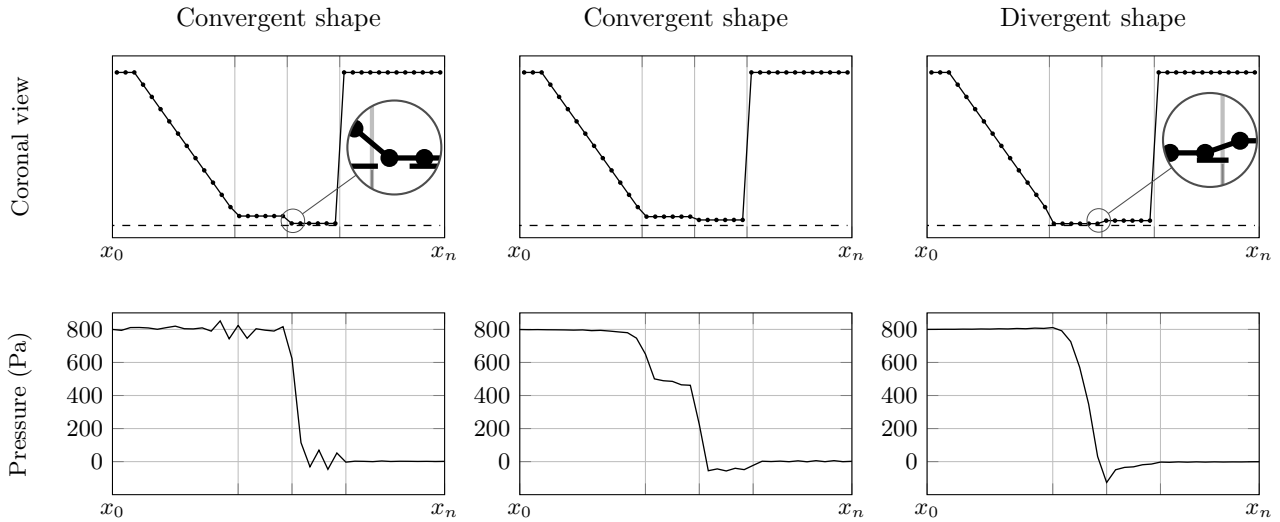 Convergent shape Convergent shape Divergent shape
Coronal view
x0 xn x0 xn x0 xn
Pressure (Pa)
800 800 800
600 600 600
400 400 400
200 200 200
0 0 0
x0 xn x0 xn x0 xn